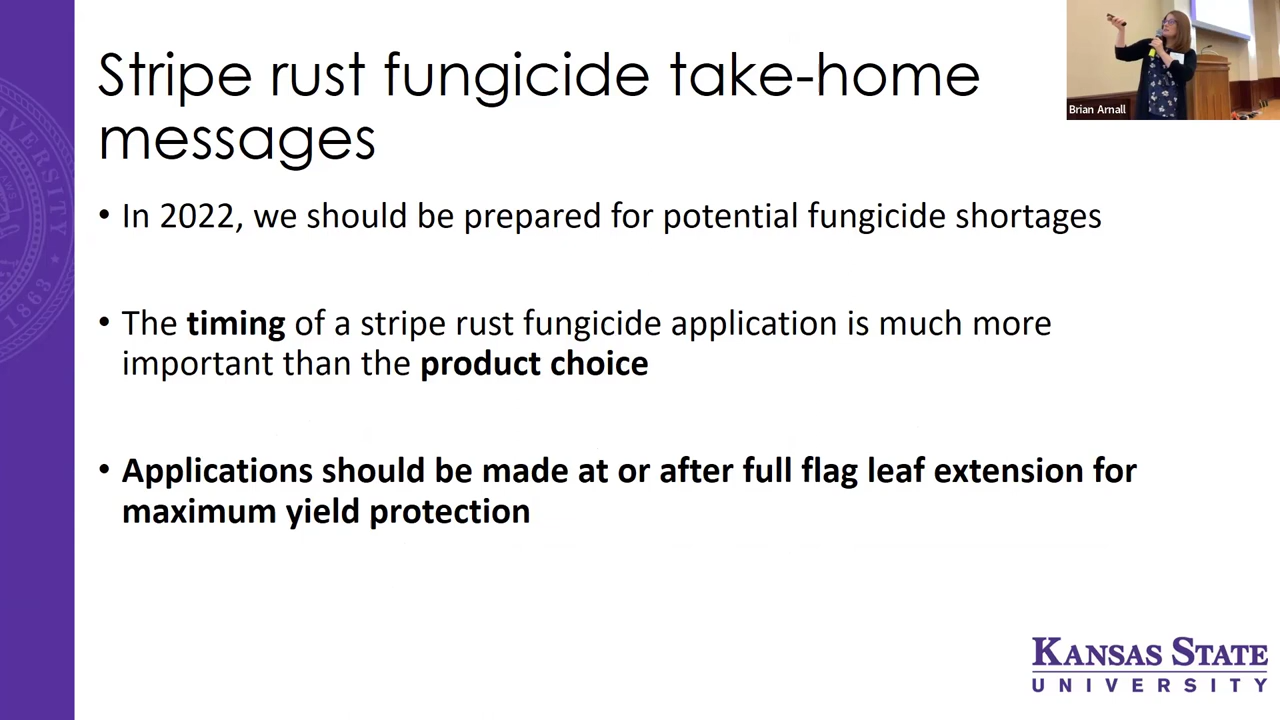 Stripe rust fungicide take-home
messages
Brian Arnall
• In 2022, we should be prepared for potential fungicide shortages
• The timing of a stripe rust fungicide application is much more
important than the product choice
• Applications should be made at or after full flag leaf extension for
maximum yield protection
KANSAS STATE
UNIVERSITY
VERSITY
1863